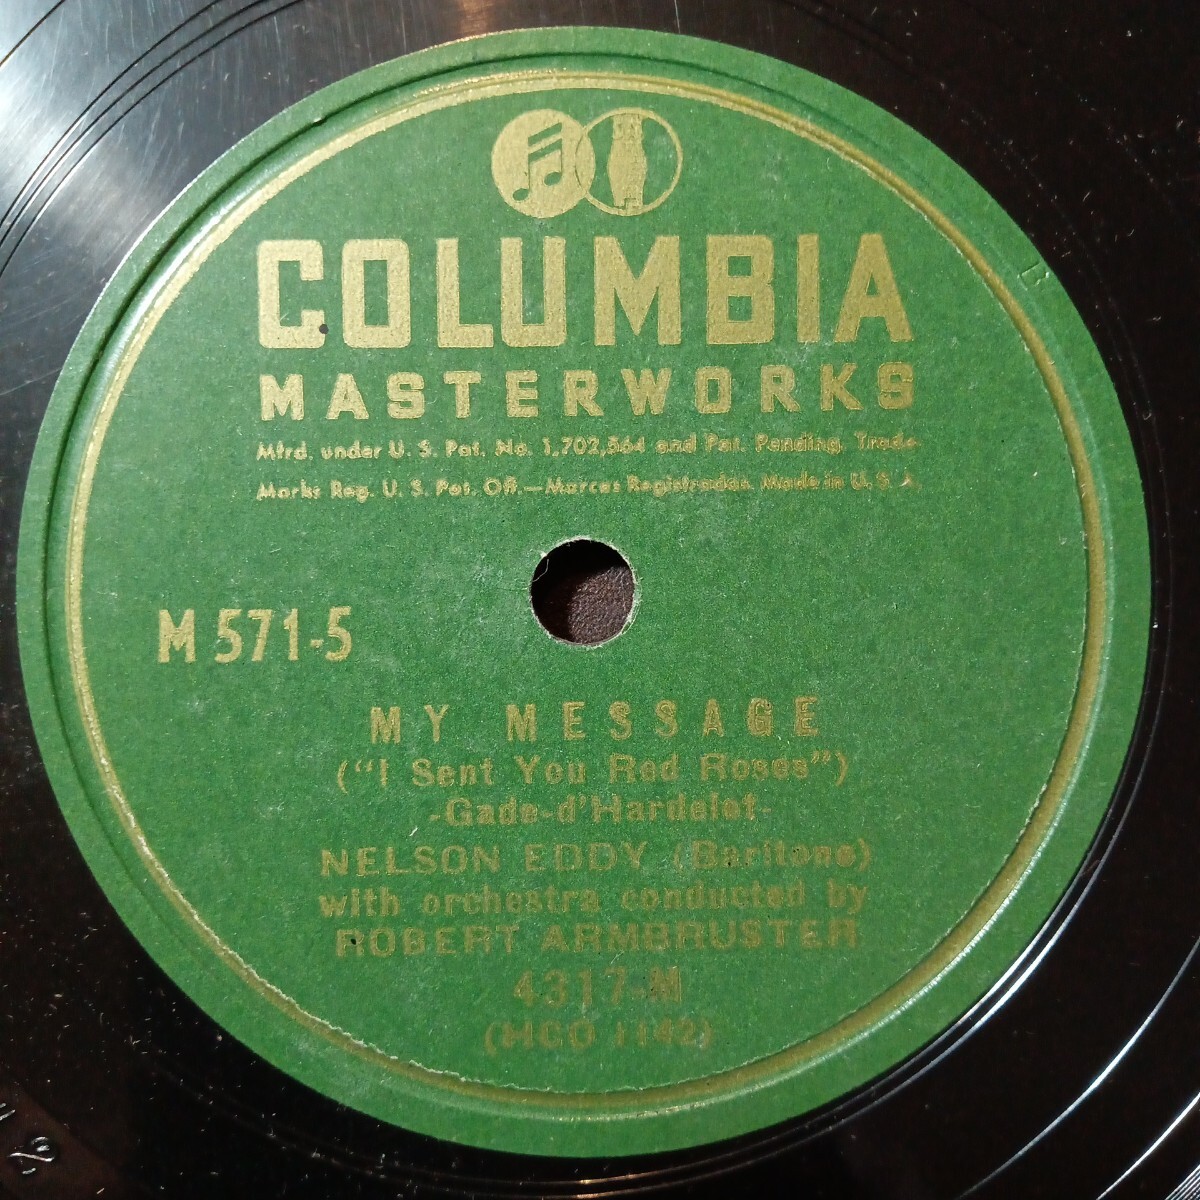 COLUMBIA
MASTERWORKS
Mfrd. under U. S. Pat. No. 1,702,564 and Pat. Pending. Trade
Marks Reg. U. S. Pat. Off.—Marcas Registradas. Made in U. S. A.
M 571-5
MY MESSAGE
("I Sent You Red Roses")
-Gade-d'Hardelot-
NELSON EDDY (Baritone)
with orchestra conducted by
ROBERT ARMBRUSTER
4317-M
(HCO 1142)
B